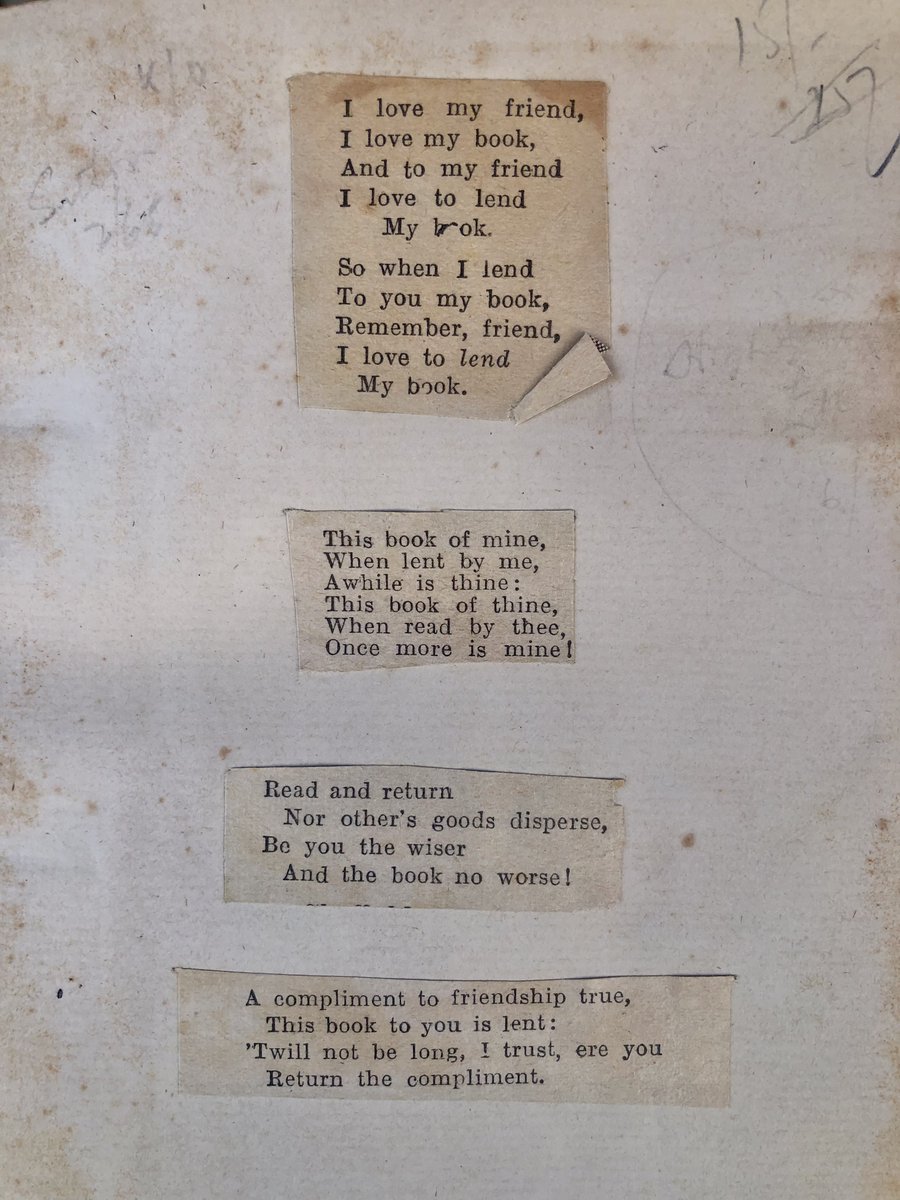 15/-
I love my friend,
I love my book,
And to my friend
I love to lend
My book.
So when I lend
To you my book,
Remember, friend,
I love to lend
My book.
This book of mine,
When lent by me,
Awhile is thine:
This book of thine,
When read by thee,
Once more is mine!
Read and return
Nor other's goods disperse,
Be you the wiser
And the book no worse!
A compliment to friendship true,
This book to you is lent:
'Twill not be long, I trust, ere you
Return the compliment.